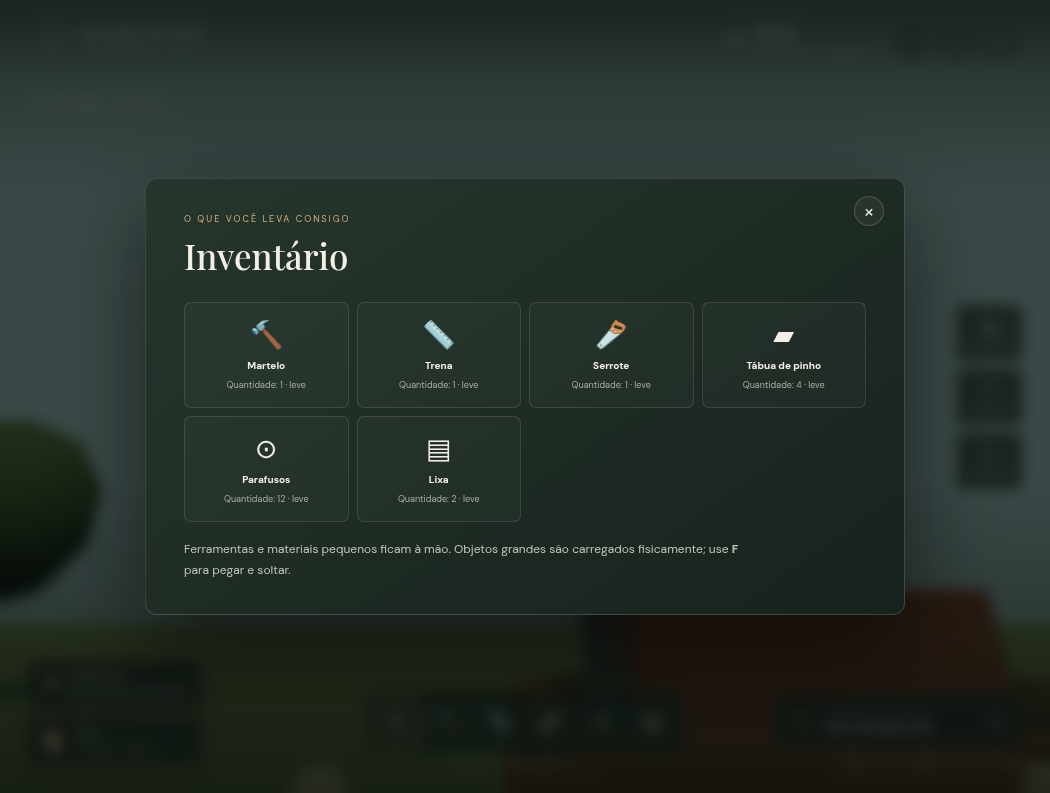 O QUE VOCÊ LEVA CONSIGO
×
Inventário
Martelo
Quantidade: 1 · leve
Trena
Quantidade: 1 · leve
Serrote
Quantidade: 1 · leve
Tábua de pinho
Quantidade: 4 · leve
Parafusos
Quantidade: 12 · leve
Lixa
Quantidade: 2 · leve
Ferramentas e materiais pequenos ficam à mão. Objetos grandes são carregados fisicamente; use F
para pegar e soltar.